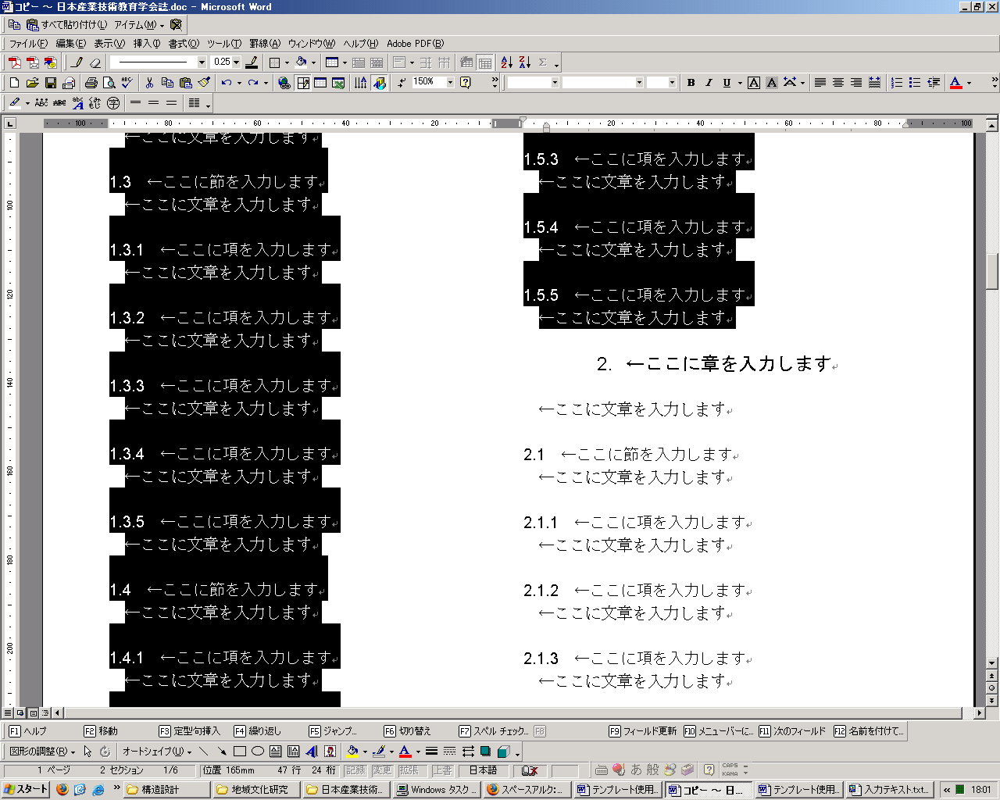 コピー ～ 日本産業技術教育学会誌.doc - Microsoft Word
すべて貼り付け(L) アイテム(M)
ファイル(F) 編集(E) 表示(V) 挿入(I) 書式(O) ツール(T) 罫線(A) ウィンドウ(W) ヘルプ(H) Adobe PDF(B)
0.25
150%
B I U A A
100 80 60 40 20 20 40 60 80 100
←ここに文章を入力します
1.3 ←ここに節を入力します
←ここに文章を入力します
1.3.1 ←ここに項を入力します
←ここに文章を入力します
1.3.2 ←ここに項を入力します
←ここに文章を入力します
1.3.3 ←ここに項を入力します
←ここに文章を入力します
1.3.4 ←ここに項を入力します
←ここに文章を入力します
1.3.5 ←ここに項を入力します
←ここに文章を入力します
1.4 ←ここに節を入力します
←ここに文章を入力します
1.4.1 ←ここに項を入力します
←ここに文章を入力します
1.5.3 ←ここに項を入力します
←ここに文章を入力します
1.5.4 ←ここに項を入力します
←ここに文章を入力します
1.5.5 ←ここに項を入力します
←ここに文章を入力します
2. ←ここに章を入力します
←ここに文章を入力します
2.1 ←ここに節を入力します
←ここに文章を入力します
2.1.1 ←ここに項を入力します
←ここに文章を入力します
2.1.2 ←ここに項を入力します
←ここに文章を入力します
2.1.3 ←ここに項を入力します
←ここに文章を入力します
100
120
140
160
180
200
F1 ヘルプ F2 移動 F3 定型句挿入 F4 繰り返し F5 ジャンプ... F6 切り替え F7 スペル チェック... F8 F9 フィールド更新 F10 メニューバーに... F11 次のフィールド F12 名前を付けて...
図形の調整(R) オートシェイプ(U)
1 ページ 2 セクション 1/6 位置 165mm 47 行 24 桁 記録 変更 拡張 上書 日本語 あ 般 CAPS KANA
スタート 構造設計 地域文化研究 日本産業技術... Windows タスク ... スペースアルク:... テンプレート使用... コピー ～ 日... テンプレート使用... 入力テキスト.txt... 18:01